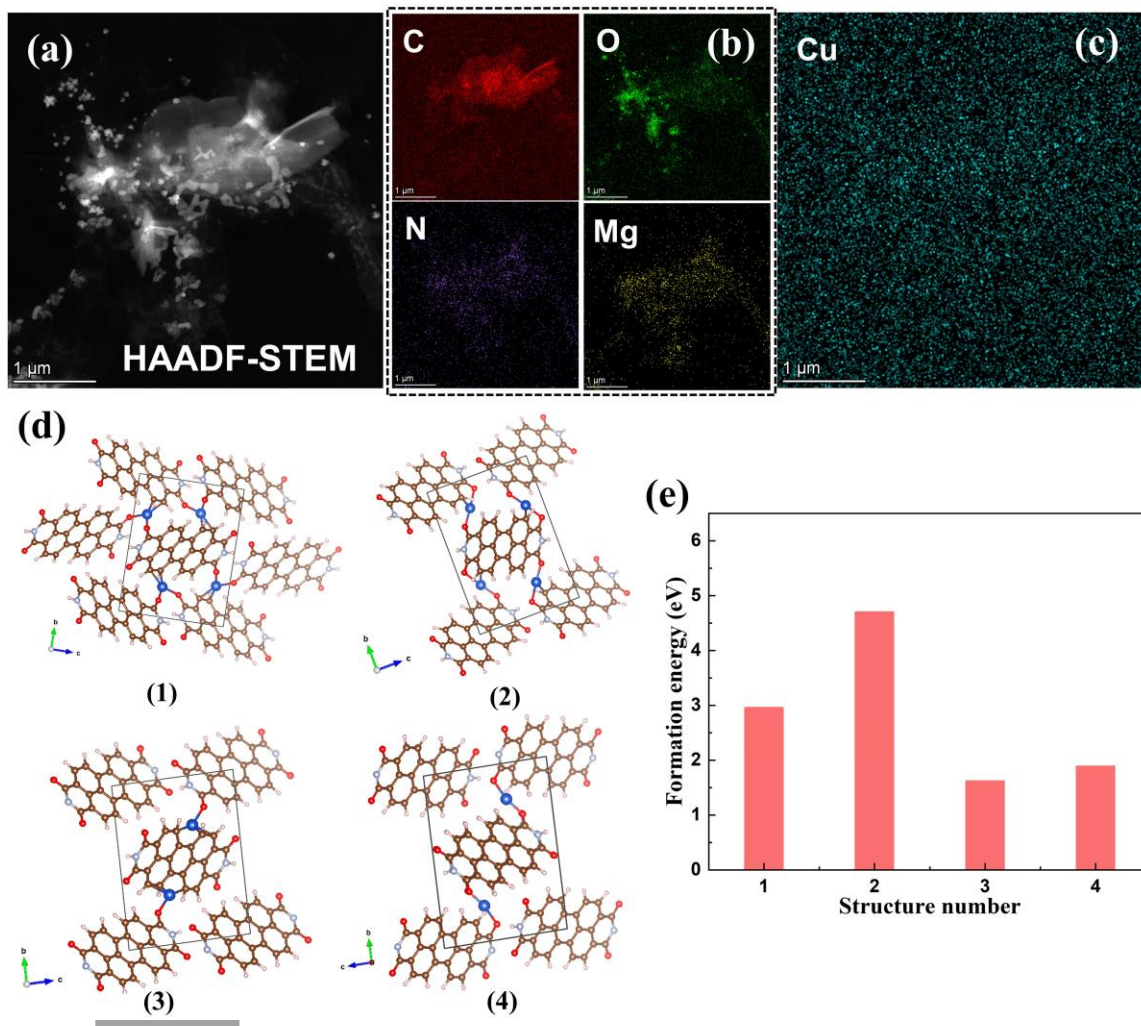 (a)
HAADF-STEM
1 μm
C
1 μm
O
(b)
1 μm
N
1 μm
Mg
1 μm
Cu
(c)
1 μm
(d)
b
c
(1)
b
c
(2)
b
c
(3)
b
c
(4)
(e)
Formation energy (eV)
6
5
4
3
2
1
0
1 2 3 4
Structure number